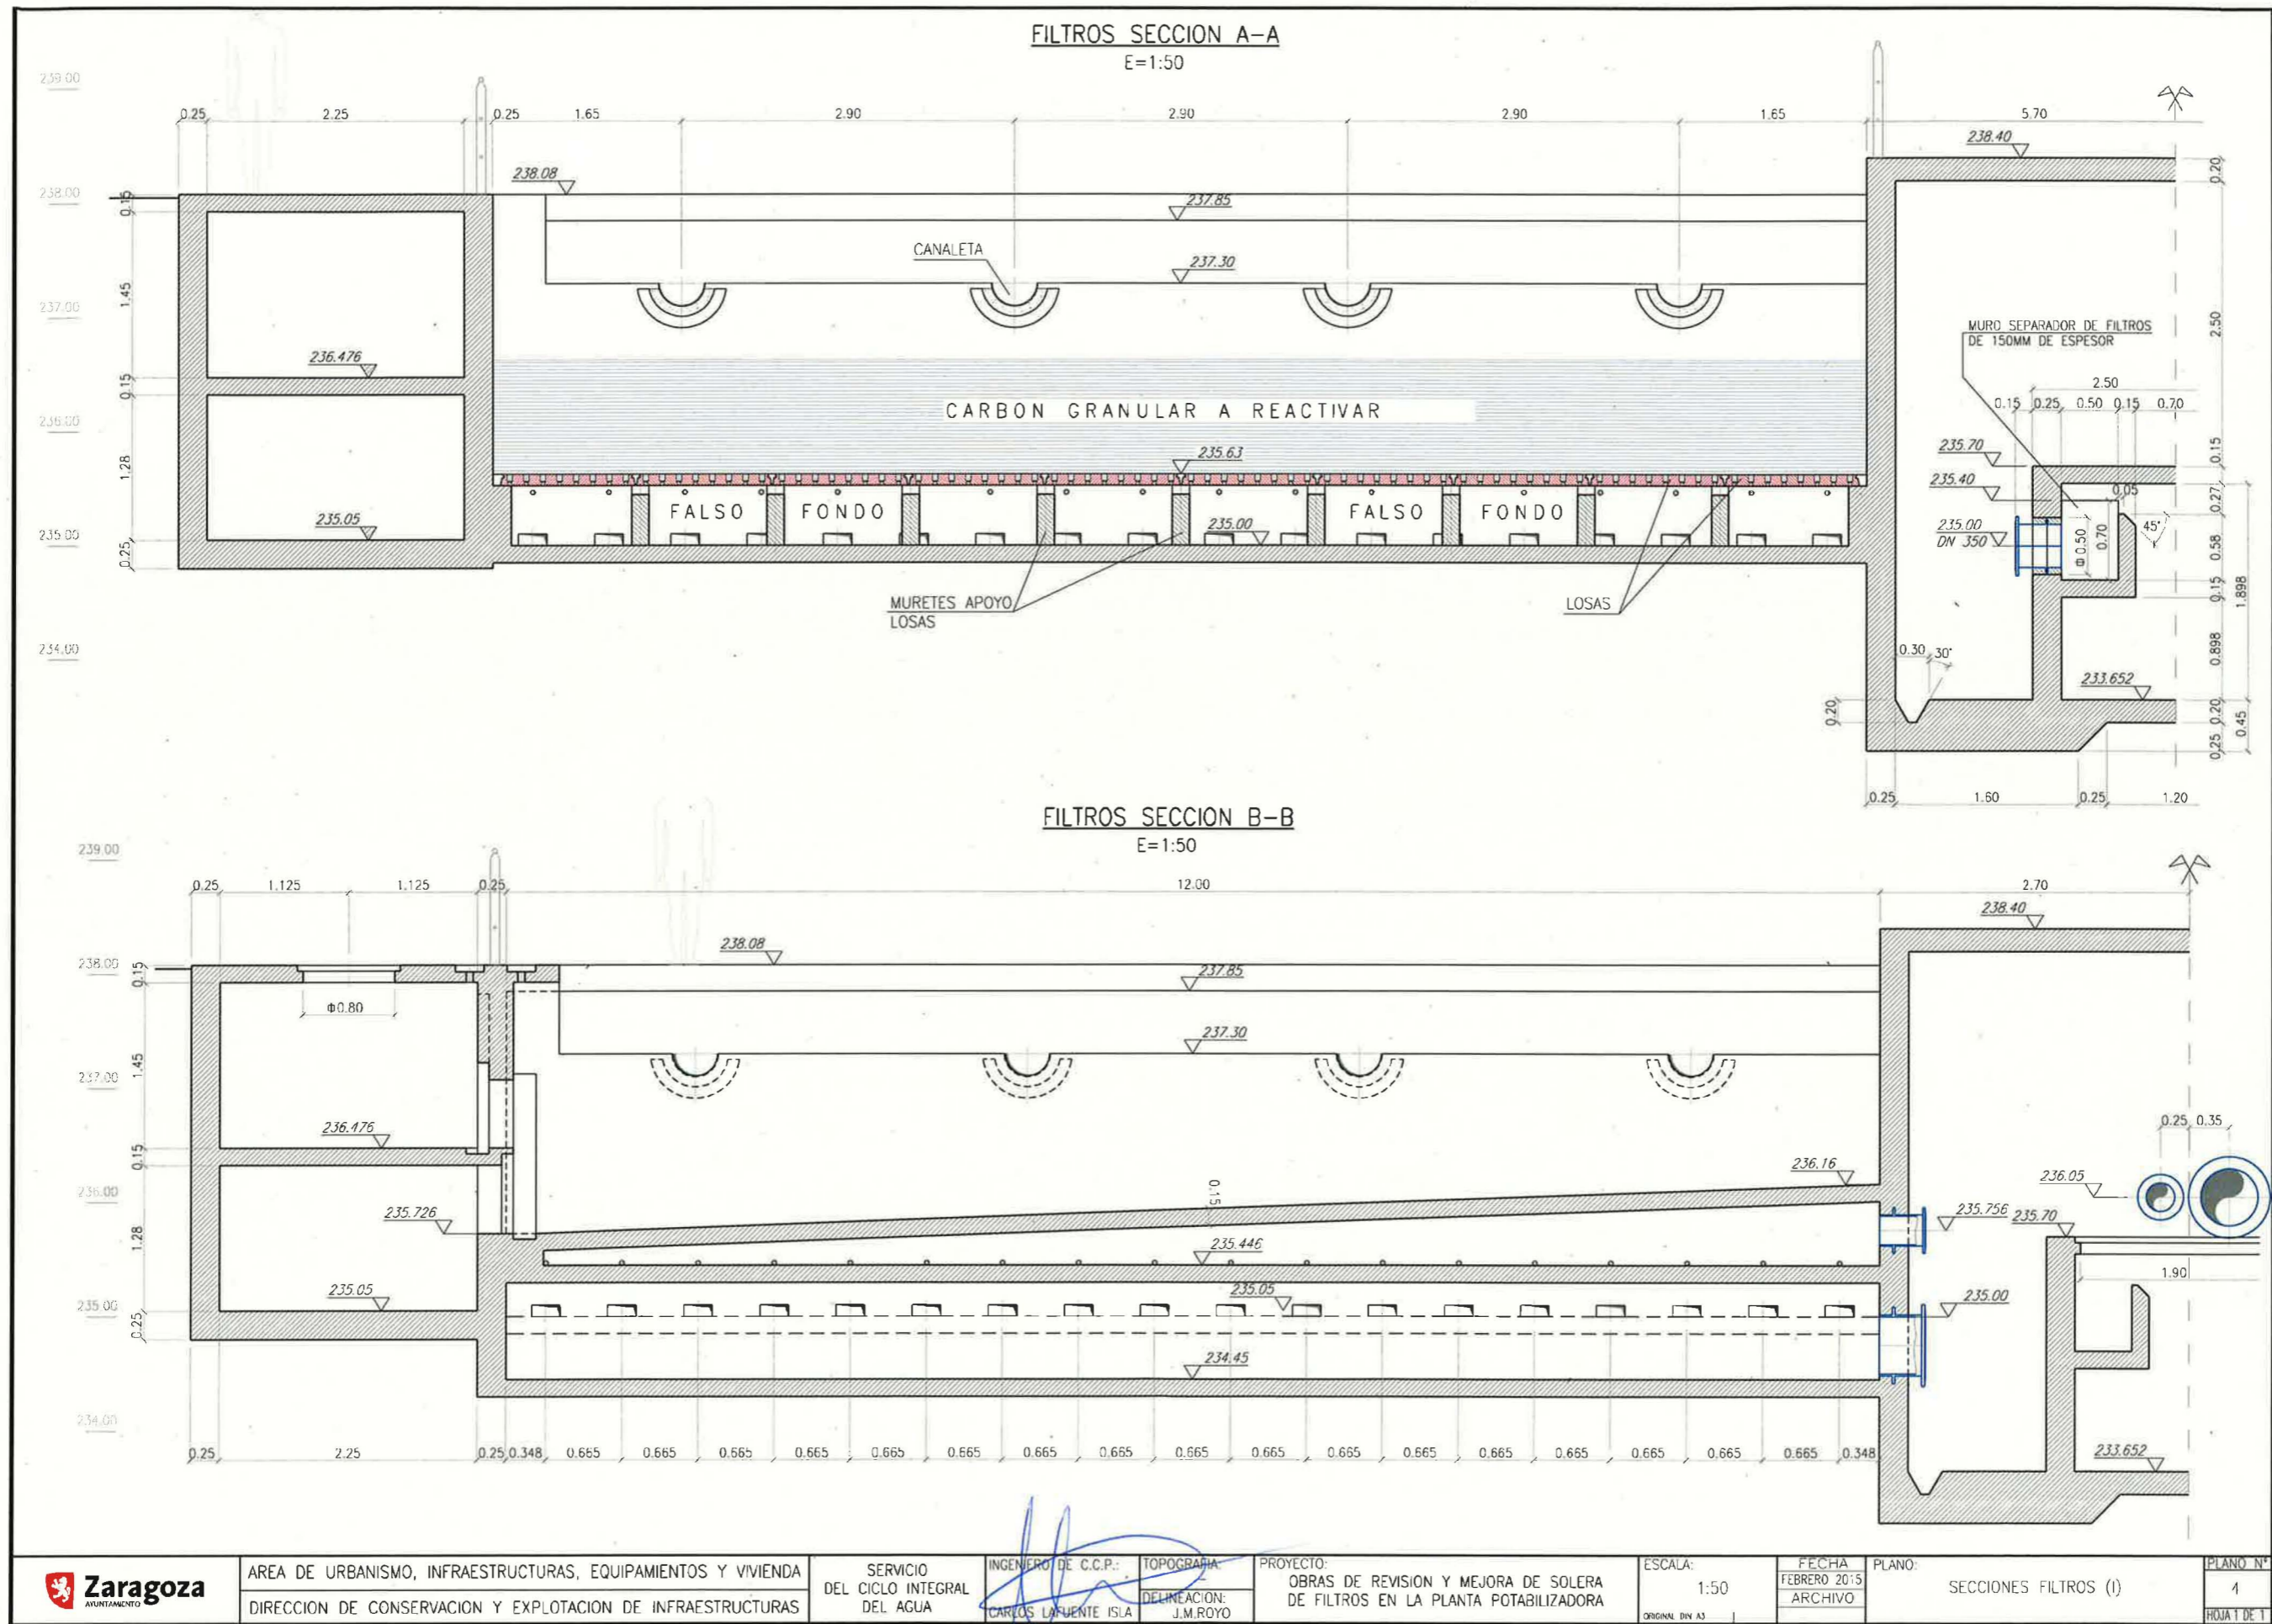 FILTROS SECCION A-A
E=1:50
239.00
238.00
237.00
236.00
235.00
234.00
0.25 2.25 0.25 1.65 2.90 2.90 2.90 1.65 5.70
238.08
237.85
237.30
238.40
CANALETA
236.476
235.05
0.15
1.45
0.15
1.28
0.25
CARBON GRANULAR A REACTIVAR
235.63
FALSO FONDO
235.00
FALSO FONDO
MURETES APOYO
LOSAS
LOSAS
MURO SEPARADOR DE FILTROS
DE 150MM DE ESPESOR
2.50
0.15 0.25 0.50 0.15 0.70
235.70
235.40
235.00
DN 350
0.05
45°
Φ 0.50
0.70
0.20
2.50
0.15
0.27
0.58
0.15
1.898
0.898
0.20
0.45
0.25
0.30 30°
233.652
0.20
0.25 1.60 0.25 1.20
FILTROS SECCION B-B
E=1:50
239.00
238.00
237.00
236.00
235.00
234.00
0.25 1.125 1.125 0.25 12.00 2.70
238.08
237.85
237.30
238.40
Φ0.80
0.15
1.45
0.15
1.28
0.25
236.476
235.726
235.05
0.15
236.16
235.446
235.05
234.45
235.756
235.70
235.00
236.05
0.25 0.35
1.90
233.652
0.25 2.25 0.25 0.348 0.665 0.665 0.665 0.665 0.665 0.665 0.665 0.665 0.665 0.665 0.665 0.665 0.665 0.665 0.665 0.665 0.665 0.348
Zaragoza
AYUNTAMIENTO
AREA DE URBANISMO, INFRAESTRUCTURAS, EQUIPAMIENTOS Y VIVIENDA
DIRECCION DE CONSERVACION Y EXPLOTACION DE INFRAESTRUCTURAS
SERVICIO
DEL CICLO INTEGRAL
DEL AGUA
INGENIERO DE C.C.P.:
CARLOS LAFUENTE ISLA
TOPOGRAFIA:
DELINEACION:
J.M.ROYO
PROYECTO:
OBRAS DE REVISION Y MEJORA DE SOLERA
DE FILTROS EN LA PLANTA POTABILIZADORA
ESCALA:
1:50
ORIGINAL DIN A3
FECHA
FEBRERO 2015
ARCHIVO
PLANO:
SECCIONES FILTROS (I)
PLANO Nº
4
HOJA 1 DE 1